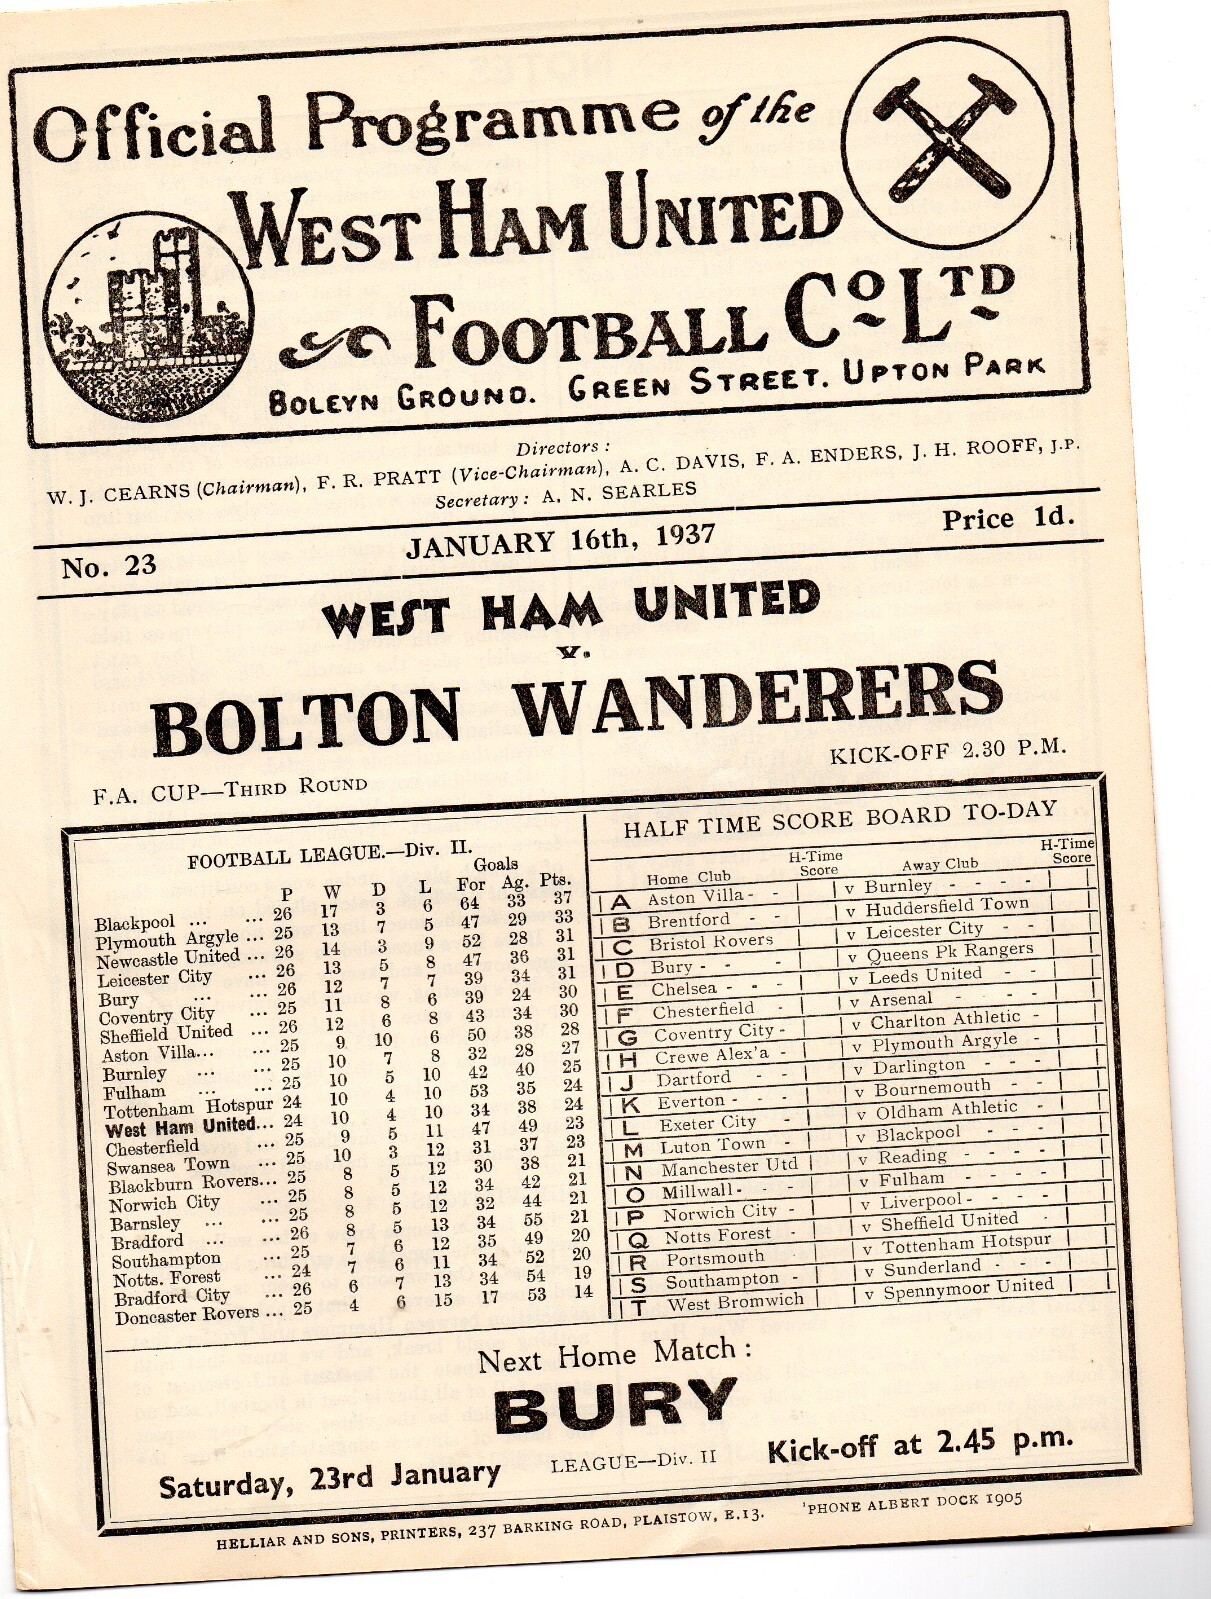 Official Programme of the
WEST HAM UNITED
FOOTBALL Co LTD
BOLEYN GROUND. GREEN STREET. UPTON PARK
Directors :
W. J. CEARNS (Chairman), F. R. PRATT (Vice-Chairman), A. C. DAVIS, F. A. ENDERS, J. H. ROOFF, J.P.
Secretary : A. N. SEARLES
No. 23 JANUARY 16th, 1937 Price 1d.
WEST HAM UNITED
v.
BOLTON WANDERERS
F.A. CUP—THIRD ROUND KICK-OFF 2.30 P.M.
FOOTBALL LEAGUE.—Div. II.
Goals
P W D L For Ag. Pts.
Blackpool ... ... 26 17 3 6 64 33 37
Plymouth Argyle ... 25 13 7 5 47 29 33
Newcastle United ... 26 14 3 9 52 28 31
Leicester City ... 26 13 5 8 47 36 31
Bury ... ... 26 12 7 7 39 34 31
Coventry City ... 25 11 8 6 39 24 30
Sheffield United ... 26 12 6 8 43 34 30
Aston Villa... ... 25 9 10 6 50 38 28
Burnley ... ... 25 10 7 8 32 28 27
Fulham ... ... 25 10 5 10 42 40 25
Tottenham Hotspur 24 10 4 10 53 35 24
West Ham United... 24 10 4 10 34 38 24
Chesterfield ... 25 9 5 11 47 49 23
Swansea Town ... 25 10 3 12 31 37 23
Blackburn Rovers... 25 8 5 12 30 38 21
Norwich City ... 25 8 5 12 34 42 21
Barnsley ... ... 25 8 5 12 32 44 21
Bradford ... ... 26 8 5 13 34 55 21
Southampton ... 25 7 6 12 35 49 20
Notts. Forest ... 24 7 6 11 34 52 20
Bradford City ... 26 6 7 13 34 54 19
Doncaster Rovers ... 25 4 6 15 17 53 14
HALF TIME SCORE BOARD TO-DAY
Home Club H-Time Score Away Club H-Time Score
A Aston Villa - - v Burnley - - - -
B Brentford - - v Huddersfield Town
C Bristol Rovers v Leicester City - -
D Bury - - - v Queens Pk Rangers
E Chelsea - - - v Leeds United - -
F Chesterfield - v Arsenal - - - -
G Coventry City - v Charlton Athletic -
H Crewe Alex'a - v Plymouth Argyle -
J Dartford - - v Darlington - - -
K Everton - - - v Bournemouth - -
L Exeter City - v Oldham Athletic -
M Luton Town - v Blackpool - - -
N Manchester Utd v Reading - - - -
O Millwall - - - v Fulham - - - -
P Norwich City - v Liverpool - - - -
Q Notts Forest - v Sheffield United -
R Portsmouth v Tottenham Hotspur
S Southampton - v Sunderland - - -
T West Bromwich v Spennymoor United
Next Home Match :
BURY
Saturday, 23rd January LEAGUE—Div. II Kick-off at 2.45 p.m.
HELLIAR AND SONS, PRINTERS, 237 BARKING ROAD, PLAISTOW, E.13. 'PHONE ALBERT DOCK 1905